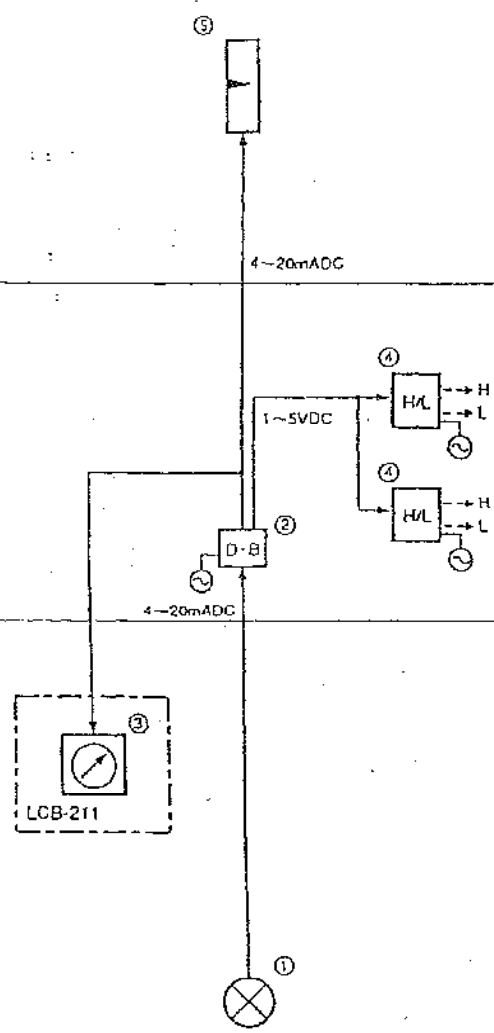 ⑤
4~20mADC
④
H/L
H
L
1~5VDC
④
H/L
H
L
②
D-B
4~20mADC
③
LCB-211
①